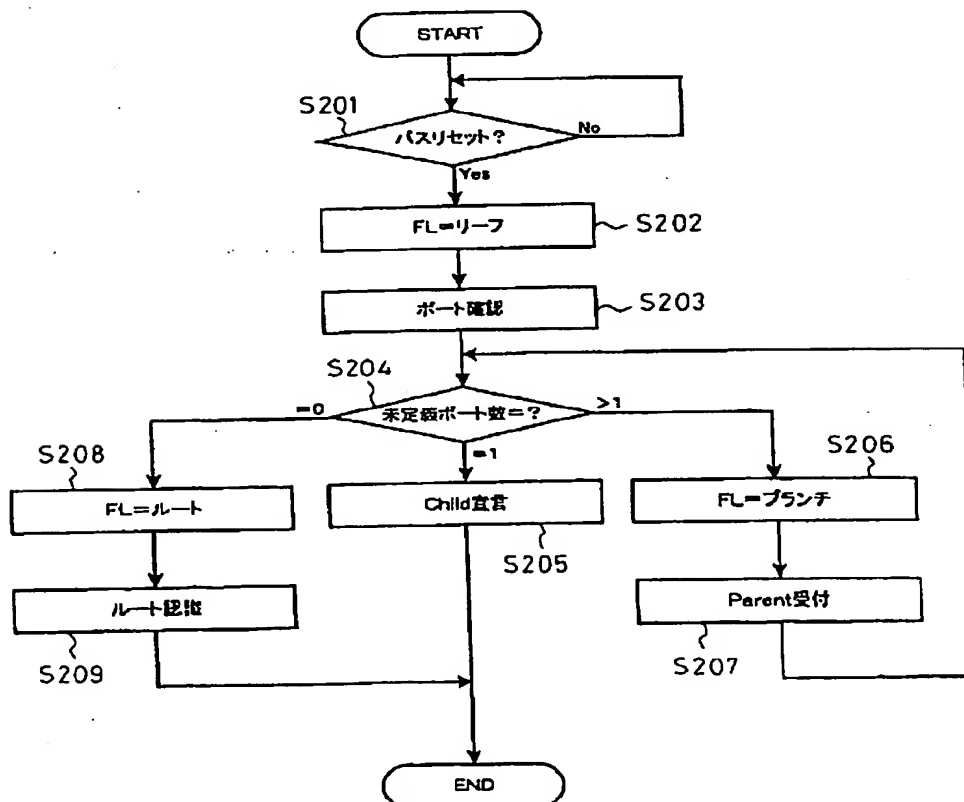 START
S201
バスリセット?
No
Yes
FL=リーフ
S202
ポート確認
S203
S204
=0
未定義ポート数=?
>1
=1
S208
FL=ルート
Child宣言
S205
S206
FL=ブランチ
ルート認識
S209
Parent受付
S207
END